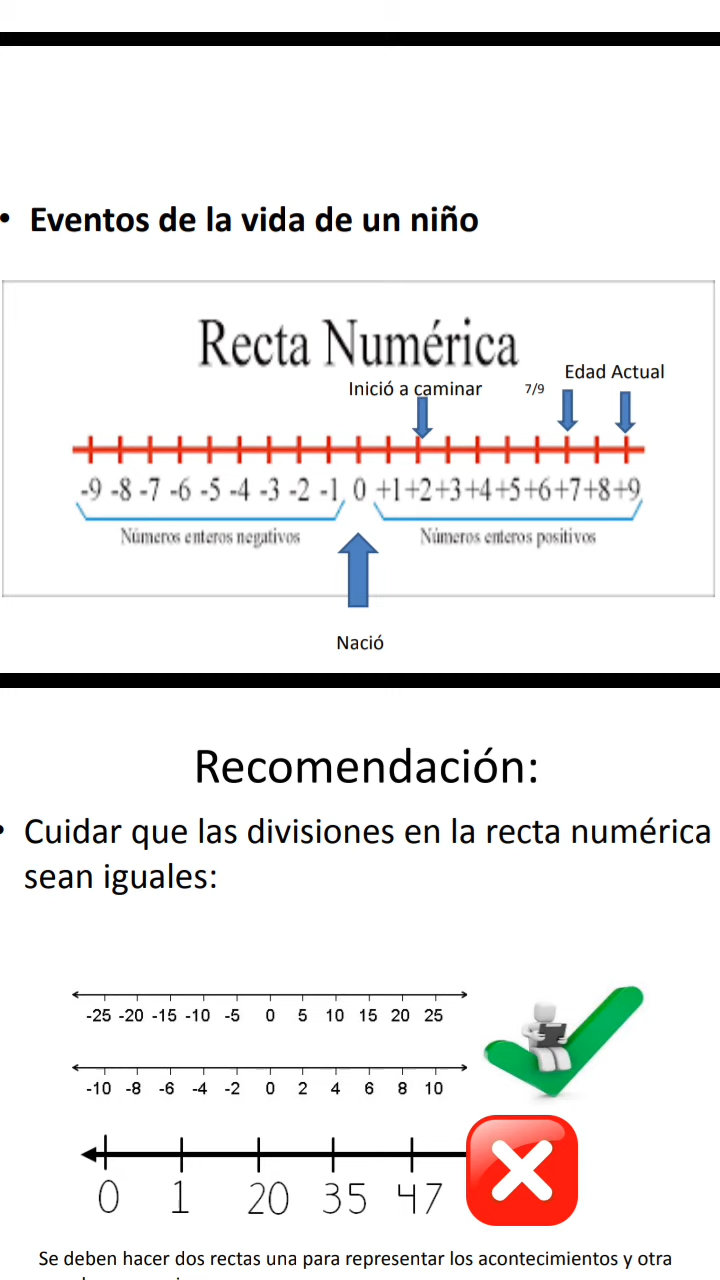 • Eventos de la vida de un niño
Recta Numérica
Edad Actual
Inició a caminar 7/9
-9 -8 -7 -6 -5 -4 -3 -2 -1 0 +1+2+3+4+5+6+7+8+9
Números enteros negativos Números enteros positivos
Nació
Recomendación:
• Cuidar que las divisiones en la recta numérica
sean iguales:
-25 -20 -15 -10 -5 0 5 10 15 20 25
-10 -8 -6 -4 -2 0 2 4 6 8 10
0 1 20 35 47
Se deben hacer dos rectas una para representar los acontecimientos y otra